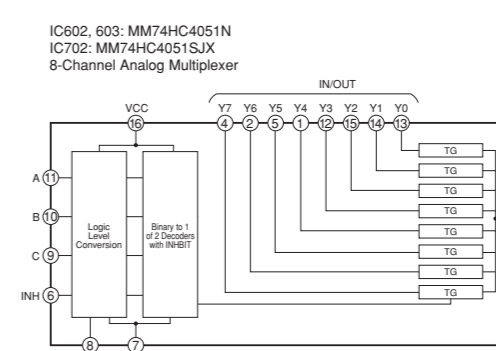 IC602, 603: MM74HC4051N
IC702: MM74HC4051SJX
8-Channel Analog Multiplexer
IN/OUT
VCC Y7 Y6 Y5 Y4 Y3 Y2 Y1 Y0
16 4 2 5 1 12 15 14 13
TG
TG
TG
TG
TG
TG
TG
TG
A 11
B 10
C 9
INH 6
Logic
Level
Conversion
Binary to 1
of 2 Decoders
with INHBIT
8 7